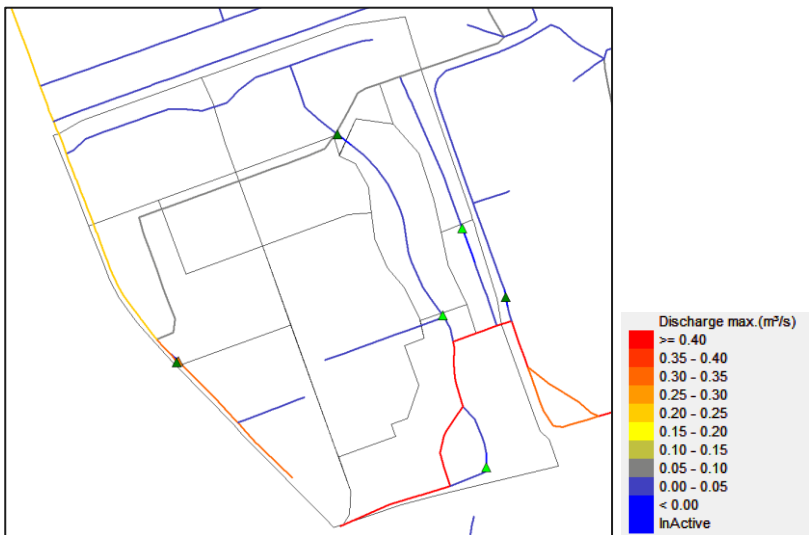 Discharge max.(m³/s)
>= 0.40
0.35 - 0.40
0.30 - 0.35
0.25 - 0.30
0.20 - 0.25
0.15 - 0.20
0.10 - 0.15
0.05 - 0.10
0.00 - 0.05
< 0.00
InActive